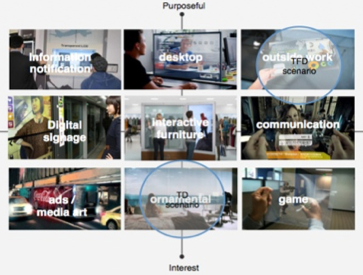 Purposeful
Information
notification
desktop
outside work
TFD
scenario
Digital
signage
interactive
furniture
communication
ads /
media art
ornamental
TD
scenario
game
Interest